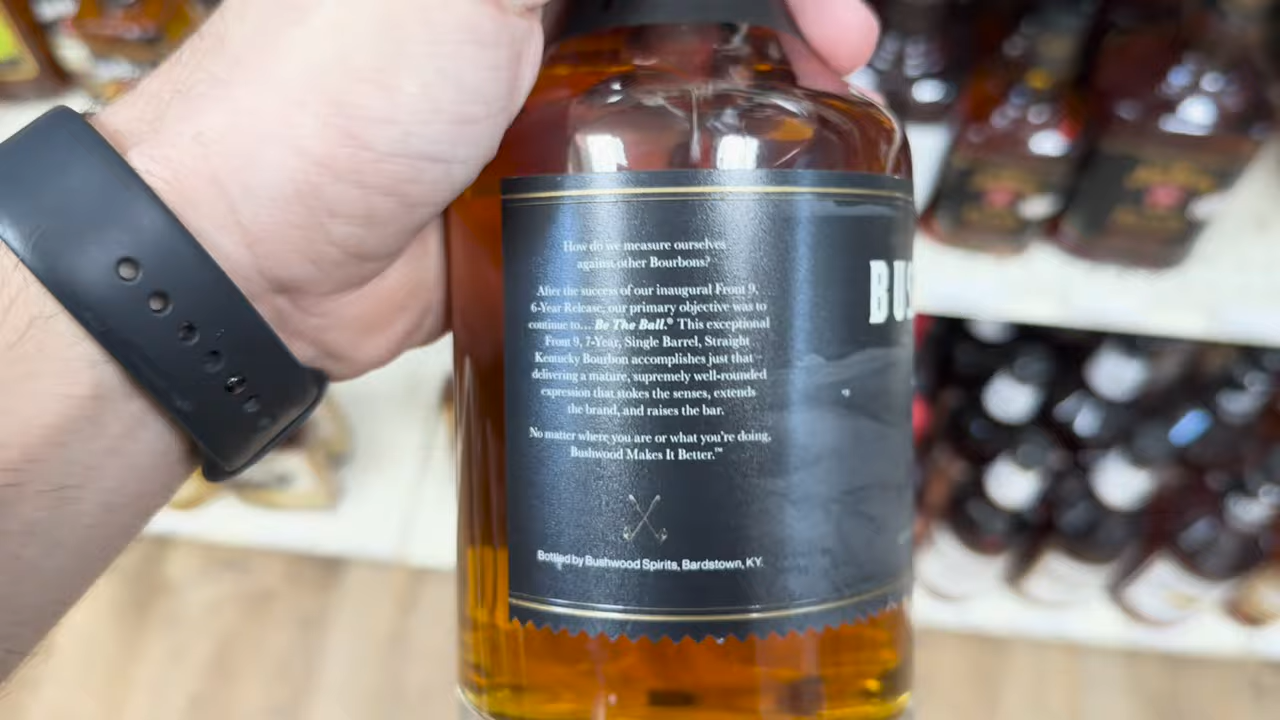 How do we measure ourselves
against other Bourbons?
After the success of our inaugural Front 9,
6-Year Release, our primary objective was to
continue to... Be The Ball.® This exceptional
Front 9, 7-Year, Single Barrel, Straight
Kentucky Bourbon accomplishes just that
delivering a mature, supremely well-rounded
expression that stokes the senses, extends
the brand, and raises the bar.
No matter where you are or what you're doing,
Bushwood Makes It Better.™
Bottled by Bushwood Spirits, Bardstown, KY.
BUS